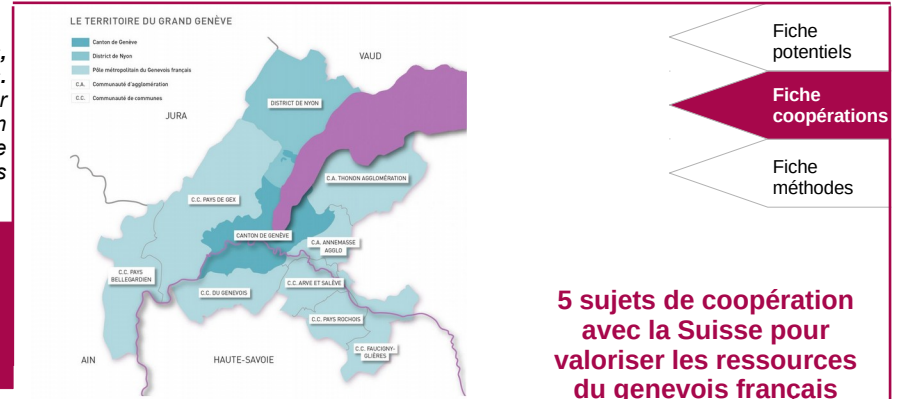 ,
.
r
n
e
s
LE TERRITOIRE DU GRAND GENÈVE
Canton de Genève
District de Nyon
Pôle métropolitain du Genevois français
C.A. Communauté d'agglomération
C.C. Communauté de communes
VAUD
JURA
DISTRICT DE NYON
C.A. THONON AGGLOMÉRATION
C.C. PAYS DE GEX
CANTON DE GENÈVE
C.A. ANNEMASSE
AGGLO
C.C. PAYS
BELLEGARDIEN
C.C. DU GENEVOIS
C.C. ARVE ET SALÈVE
C.C. PAYS ROCHOIS
C.C. FAUCIGNY-
GLIÈRES
AIN
HAUTE-SAVOIE
Fiche
potentiels
Fiche
coopérations
Fiche
méthodes
5 sujets de coopération
avec la Suisse pour
valoriser les ressources
du genevois français